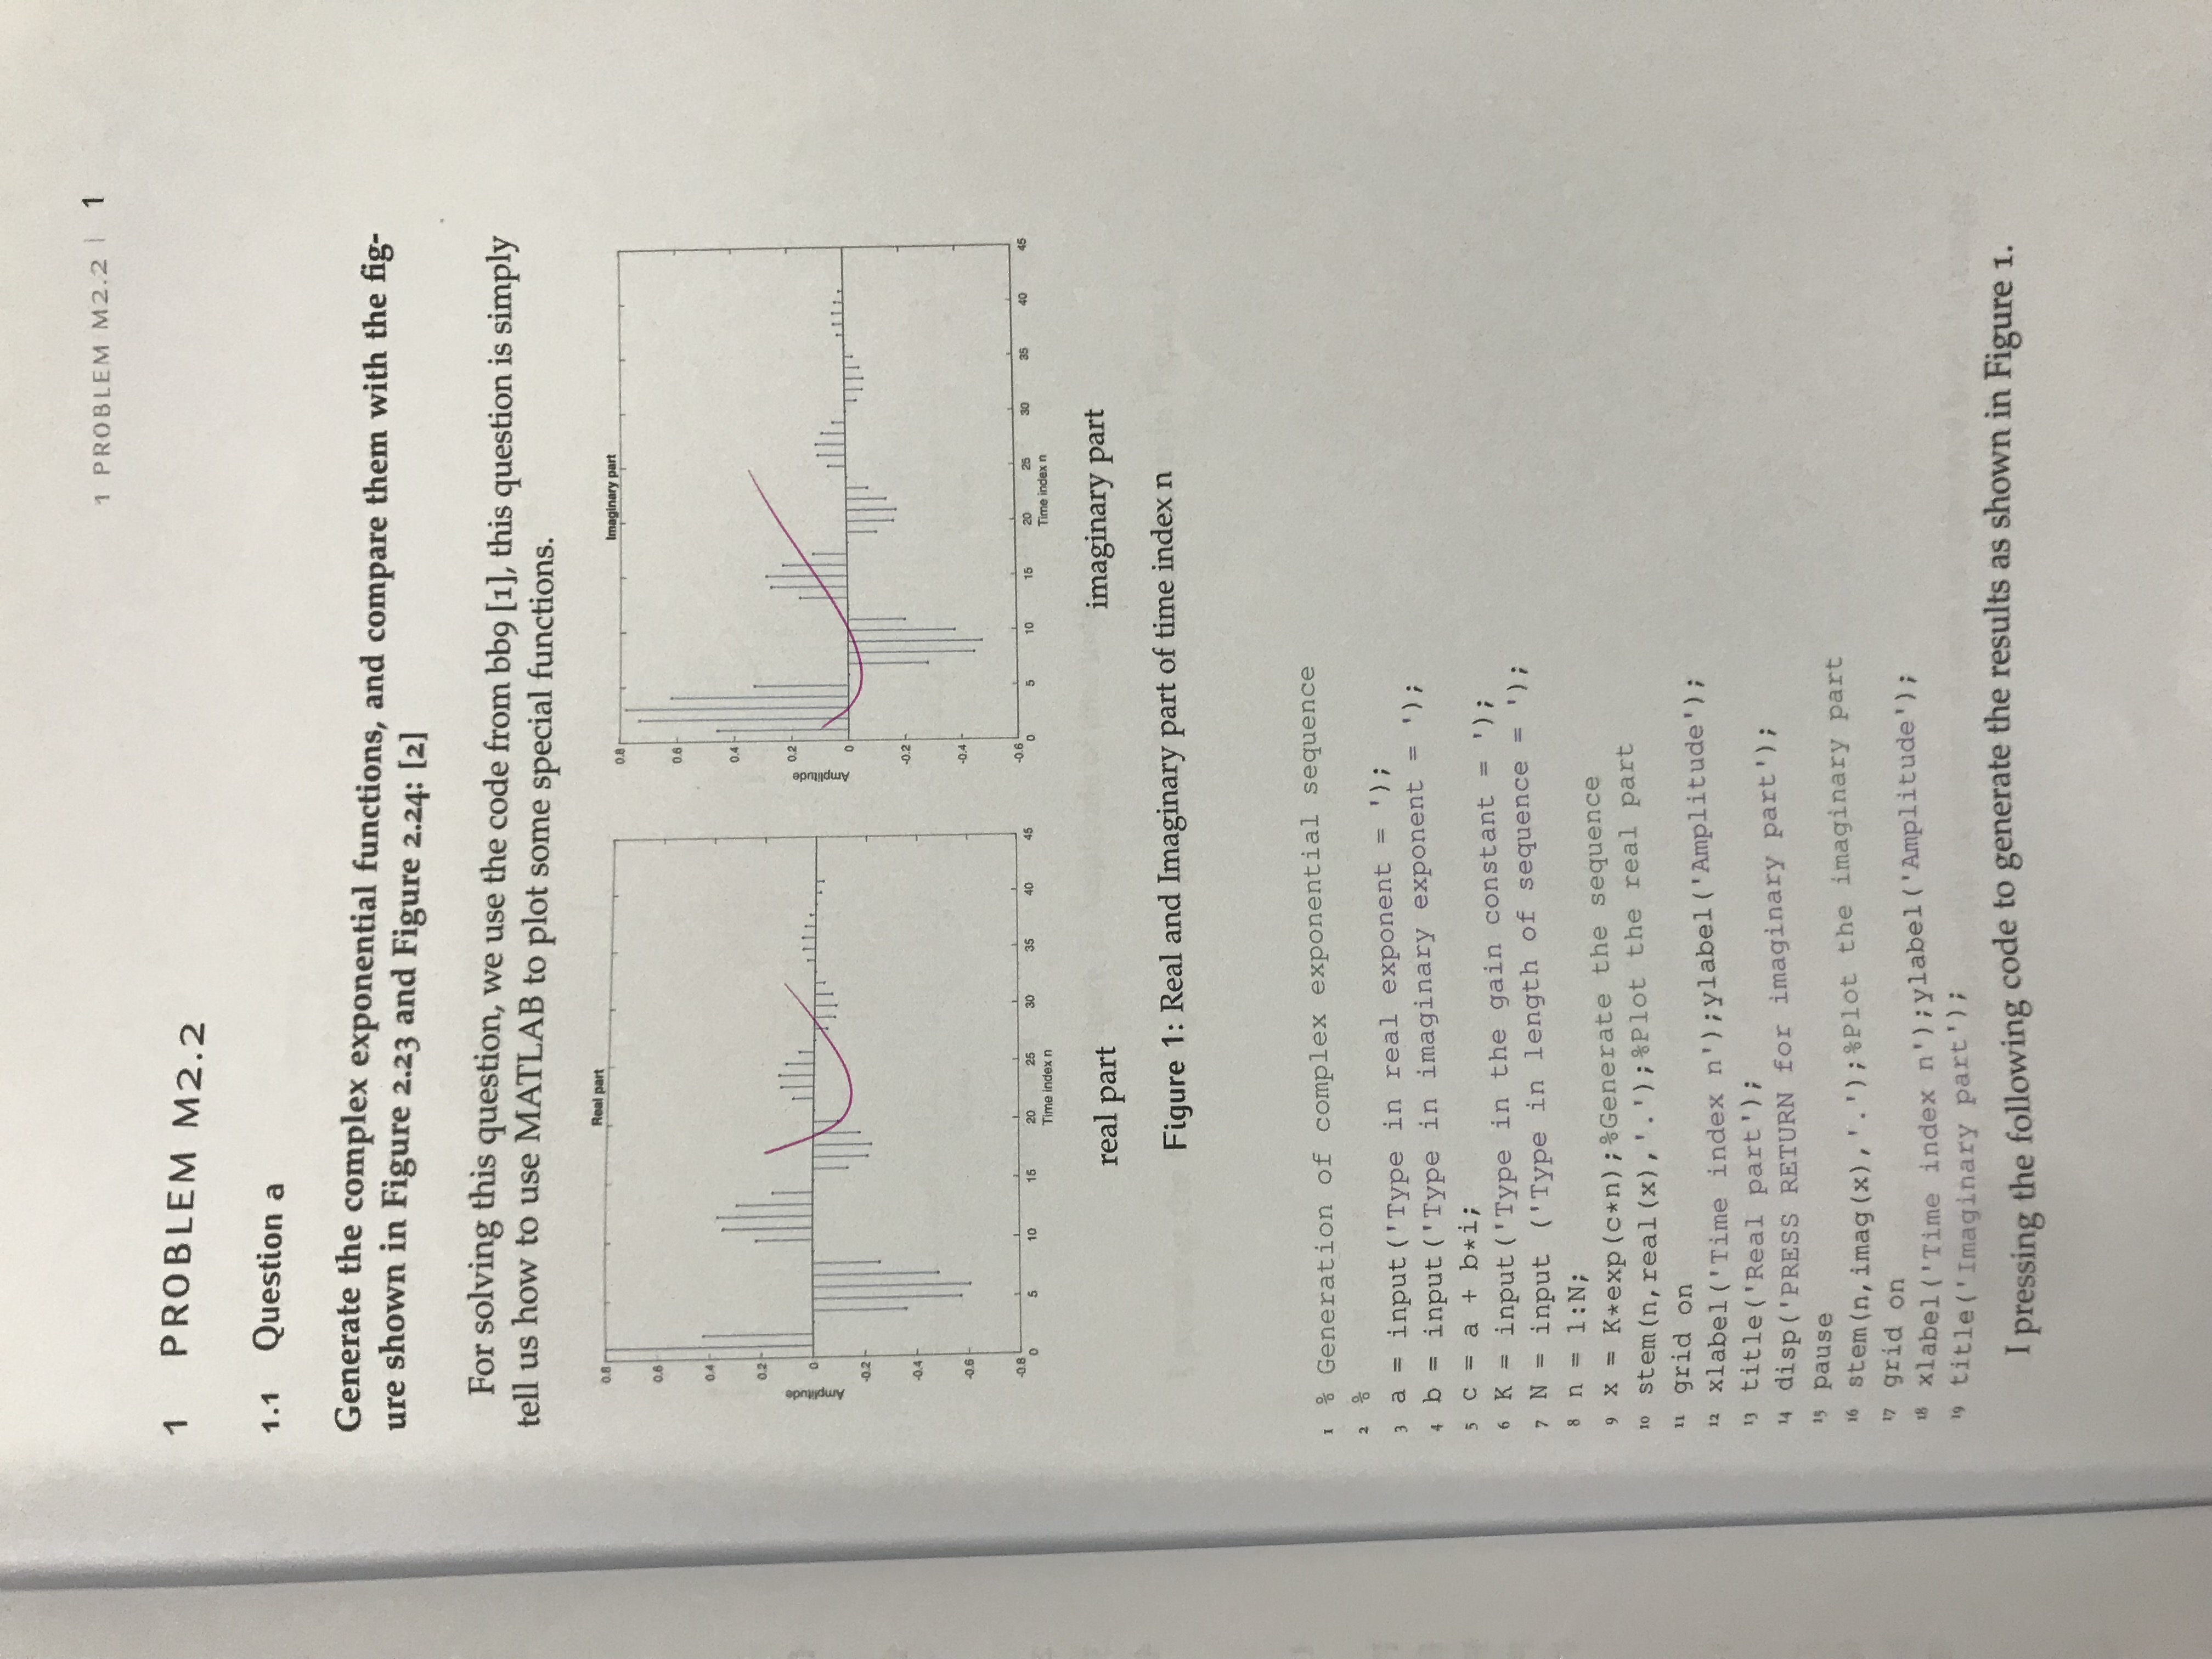 1 PROBLEM M2.2 | 1
1 PROBLEM M2.2
1.1 Question a
Generate the complex exponential functions, and compare them with the fig-
ure shown in Figure 2.23 and Figure 2.24: [2]
For solving this question, we use the code from bb9 [1], this question is simply
tell us how to use MATLAB to plot some special functions.
Real part
0.8
0.6
0.4
0.2
0
-0.2
-0.4
-0.6
-0.8
Amplitude
0 5 10 15 20 25 30 35 40 45
Time index n
Imaginary part
0.8
0.6
0.4
0.2
0
-0.2
-0.4
-0.6
Amplitude
0 5 10 15 20 25 30 35 40 45
Time index n
real part
imaginary part
Figure 1: Real and Imaginary part of time index n
1 % Generation of complex exponential sequence
2 %
3 a = input('Type in real exponent = ');
4 b = input('Type in imaginary exponent = ');
5 c = a + b*i;
6 K = input('Type in the gain constant = ');
7 N = input ('Type in length of sequence = ');
8 n = 1:N;
9 x = K*exp(c*n);%Generate the sequence
10 stem(n,real(x),'.');%Plot the real part
11 grid on
12 xlabel('Time index n');ylabel('Amplitude');
13 title('Real part');
14 disp('PRESS RETURN for imaginary part');
15 pause
16 stem(n,imag(x),'.');%Plot the imaginary part
17 grid on
18 xlabel('Time index n');ylabel('Amplitude');
19 title('Imaginary part');
I pressing the following code to generate the results as shown in Figure 1.